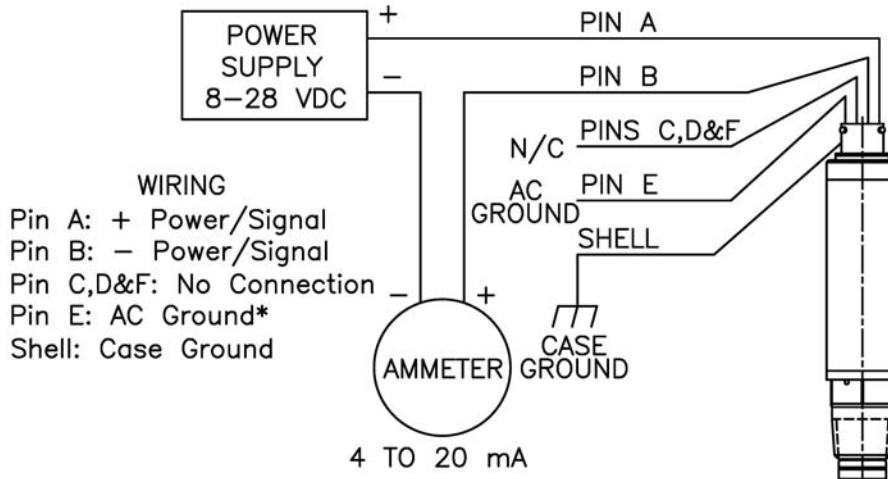 +
POWER
SUPPLY
8-28 VDC
-
PIN A
PIN B
N/C
PINS C,D&F
AC
GROUND
PIN E
SHELL
WIRING
Pin A: + Power/Signal
Pin B: - Power/Signal
Pin C,D&F: No Connection
Pin E: AC Ground*
Shell: Case Ground
-
+
AMMETER
CASE
GROUND
4 TO 20 mA